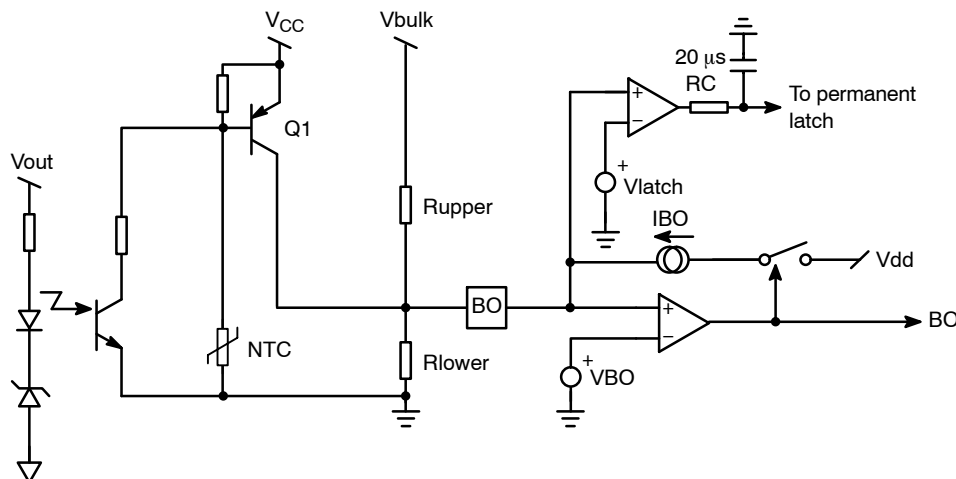 VCC
Vbulk
20 μs
RC
To permanent
latch
Q1
Vout
Vlatch
Rupper
IBO
Vdd
BO
BO
NTC
Rlower
VBO
+
−
+
+
−
+